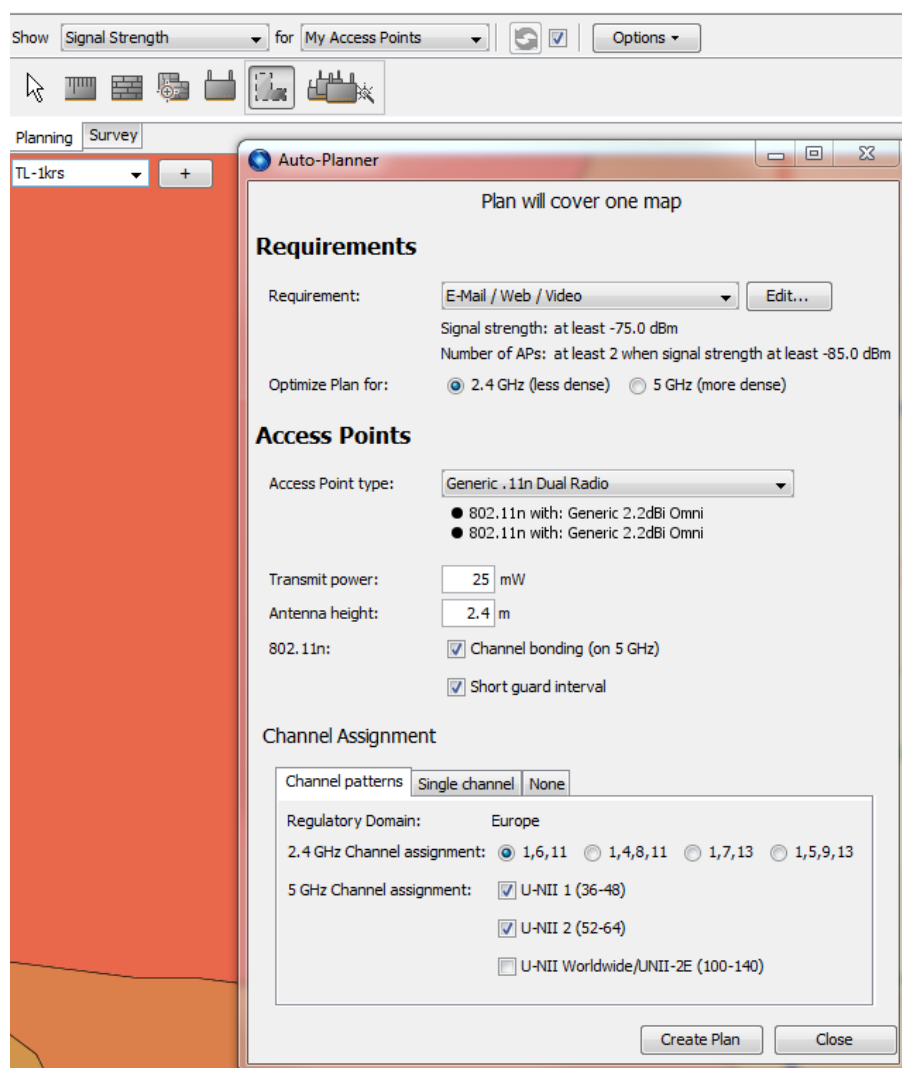 Show Signal Strength for My Access Points Options
Planning Survey
TL-1krs +
Auto-Planner
Plan will cover one map
Requirements
Requirement: E-Mail / Web / Video Edit...
Signal strength: at least -75.0 dBm
Number of APs: at least 2 when signal strength at least -85.0 dBm
Optimize Plan for: 2.4 GHz (less dense) 5 GHz (more dense)
Access Points
Access Point type: Generic .11n Dual Radio
802.11n with: Generic 2.2dBi Omni
802.11n with: Generic 2.2dBi Omni
Transmit power: 25 mW
Antenna height: 2.4 m
802.11n: Channel bonding (on 5 GHz)
Short guard interval
Channel Assignment
Channel patterns Single channel None
Regulatory Domain: Europe
2.4 GHz Channel assignment: 1,6,11 1,4,8,11 1,7,13 1,5,9,13
5 GHz Channel assignment: U-NII 1 (36-48)
U-NII 2 (52-64)
U-NII Worldwide/UNII-2E (100-140)
Create Plan Close